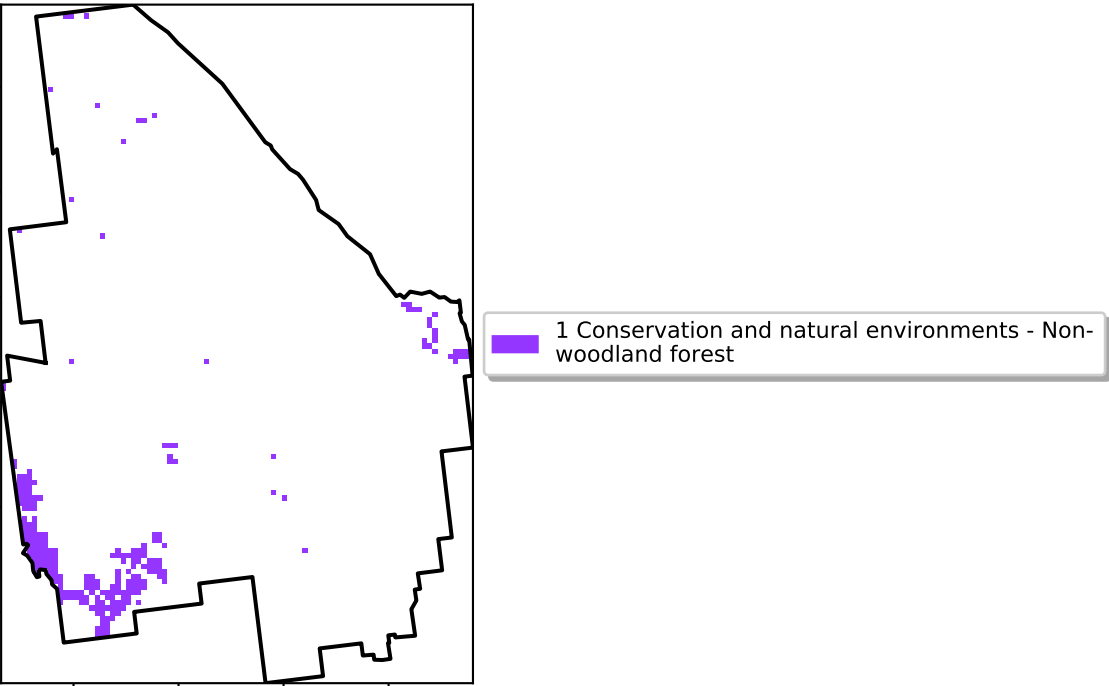 1 Conservation and natural environments - Non-
woodland forest